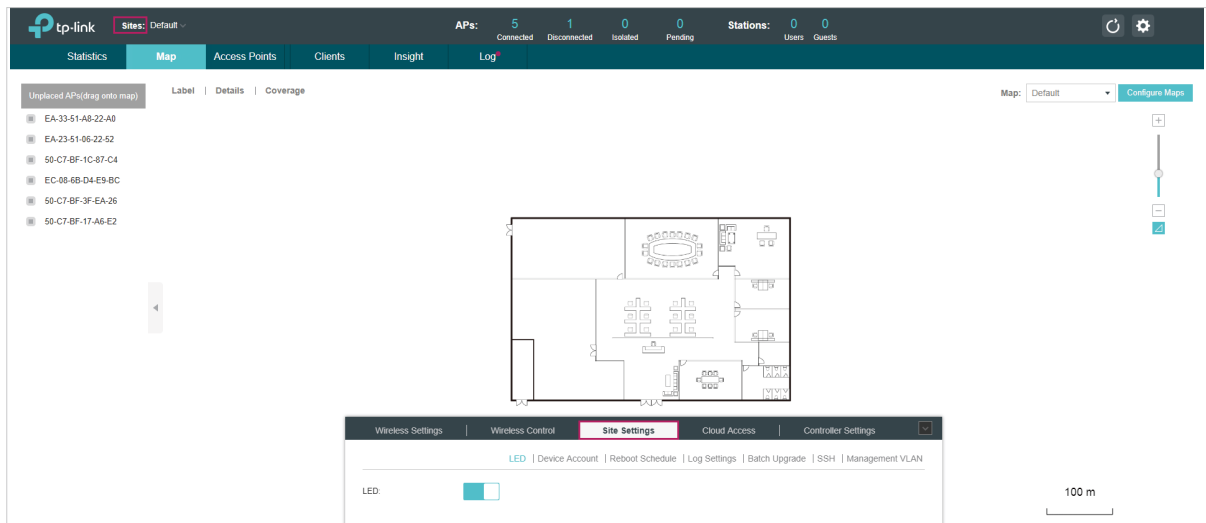 tp-link Sites: Default APs: 5 1 0 0 Stations: 0 0
Connected Disconnected Isolated Pending Users Guests
Statistics Map Access Points Clients Insight Log
Unplaced APs(drag onto map) Label | Details | Coverage Map: Default Configure Maps
EA-33-51-A8-22-A0
EA-23-51-06-22-52
50-C7-BF-1C-87-C4
EC-08-6B-D4-E9-BC
50-C7-BF-3F-EA-26
50-C7-BF-17-A6-E2
Wireless Settings | Wireless Control Site Settings Cloud Access | Controller Settings
LED | Device Account | Reboot Schedule | Log Settings | Batch Upgrade | SSH | Management VLAN
LED:
100 m